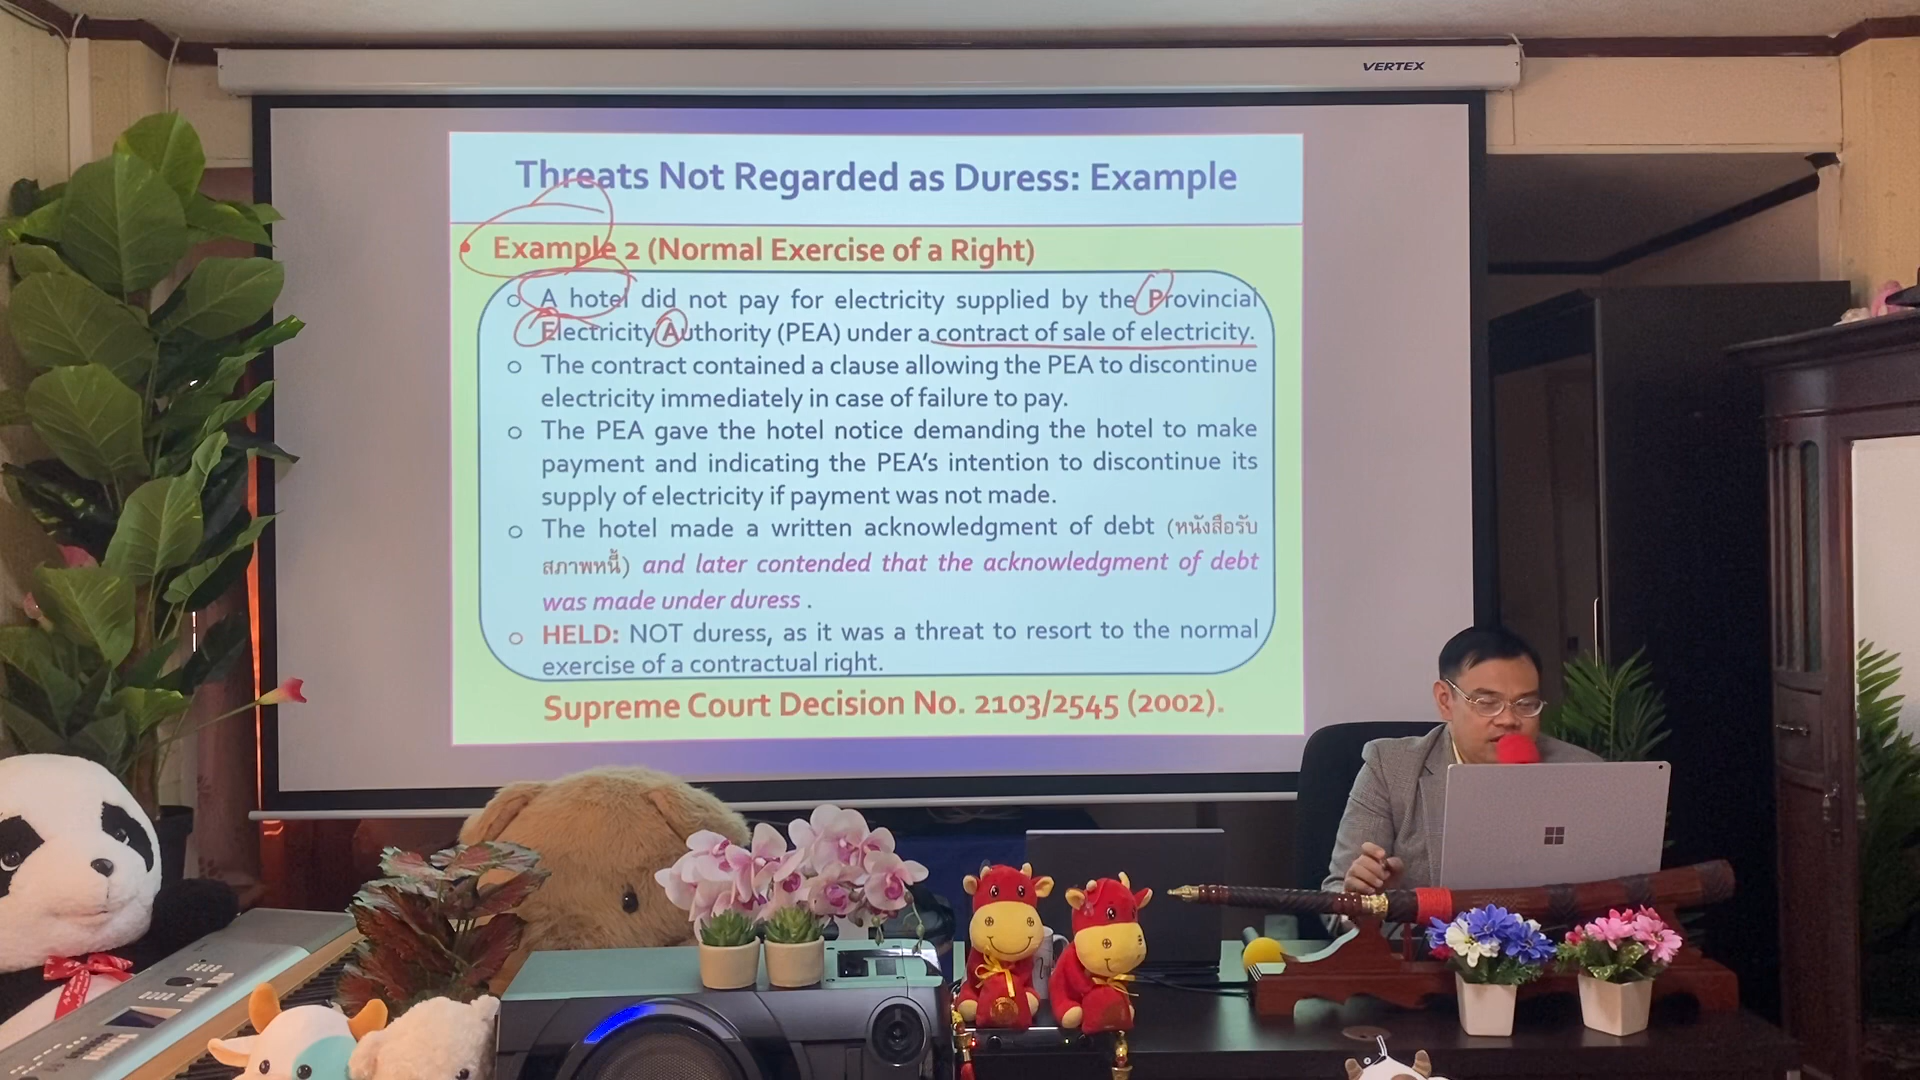 VERTEX
Threats Not Regarded as Duress: Example
• Example 2 (Normal Exercise of a Right)
o A hotel did not pay for electricity supplied by the Provincial
Electricity Authority (PEA) under a contract of sale of electricity.
o The contract contained a clause allowing the PEA to discontinue
electricity immediately in case of failure to pay.
o The PEA gave the hotel notice demanding the hotel to make
payment and indicating the PEA's intention to discontinue its
supply of electricity if payment was not made.
o The hotel made a written acknowledgment of debt (หนังสือรับ
สภาพหนี้) and later contended that the acknowledgment of debt
was made under duress .
o HELD: NOT duress, as it was a threat to resort to the normal
exercise of a contractual right.
Supreme Court Decision No. 2103/2545 (2002).